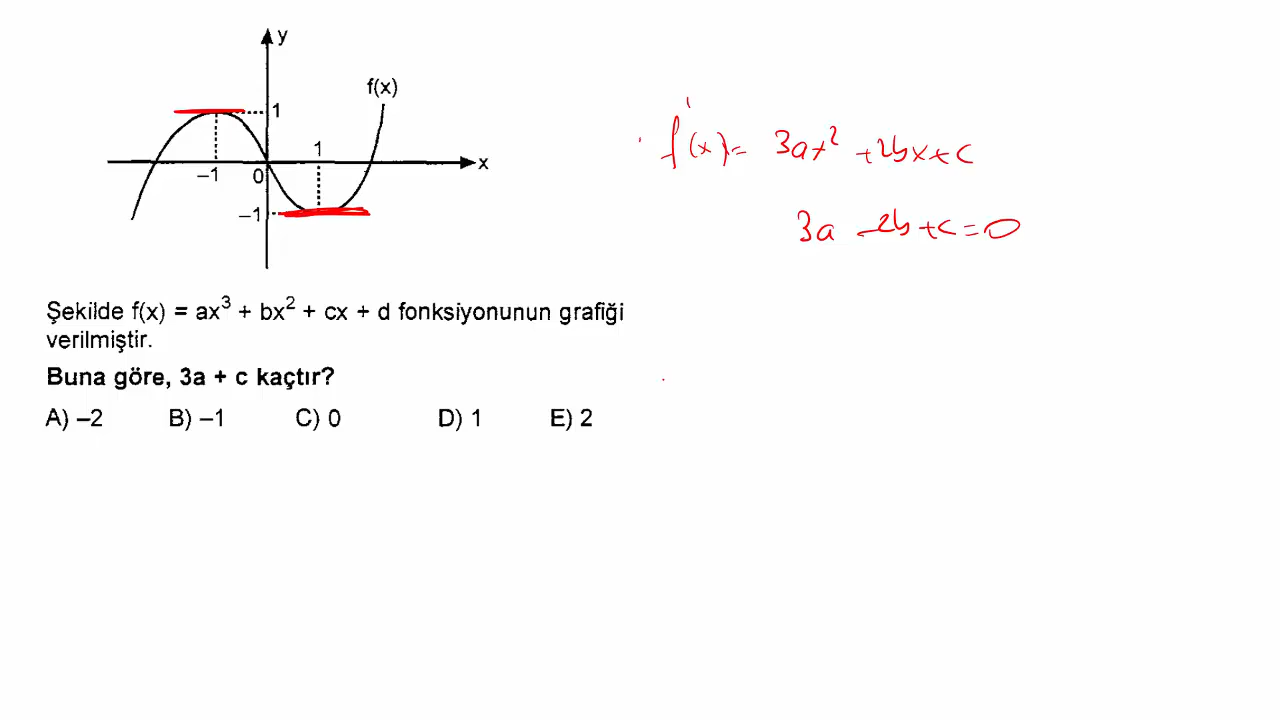 y
f(x)
1
1
–1
0
x
–1
f'(x) = 3ax² + 2bx + c
3a - 2b + c = 0
Şekilde f(x) = ax³ + bx² + cx + d fonksiyonunun grafiği
verilmiştir.
Buna göre, 3a + c kaçtır?
A) –2 B) –1 C) 0 D) 1 E) 2